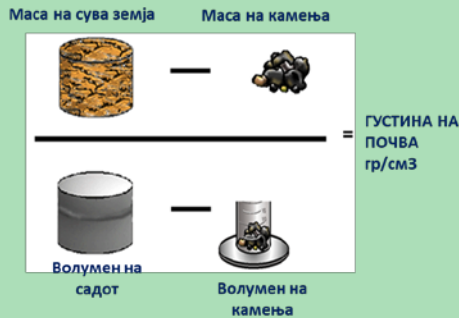 Маса на сува земја
Маса на камења
= ГУСТИНА НА
ПОЧВА
гр/см3
Волумен на
садот
Волумен на
камења